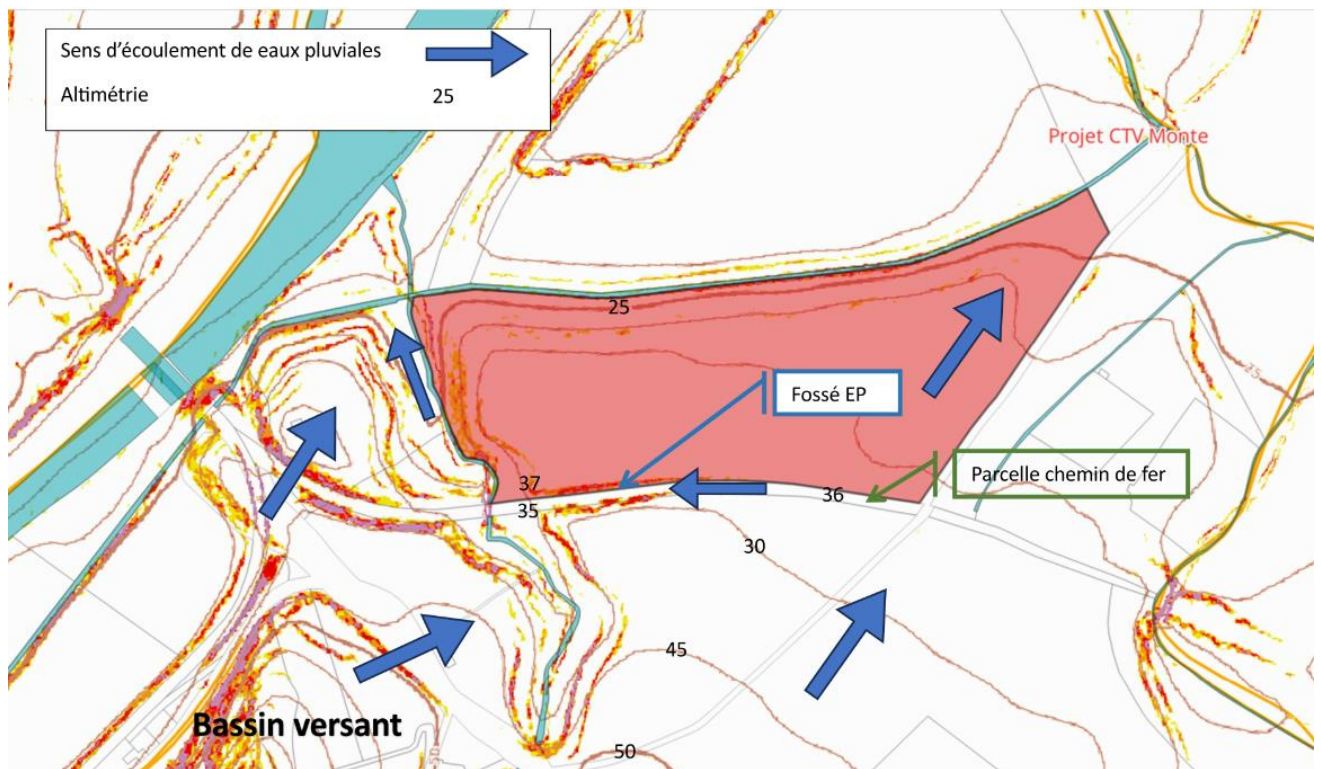 Sens d'écoulement de eaux pluviales
Altimétrie 25
Projet CTV Monte
25
25
Fossé EP
Parcelle chemin de fer
37
35
36
30
45
Bassin versant
50